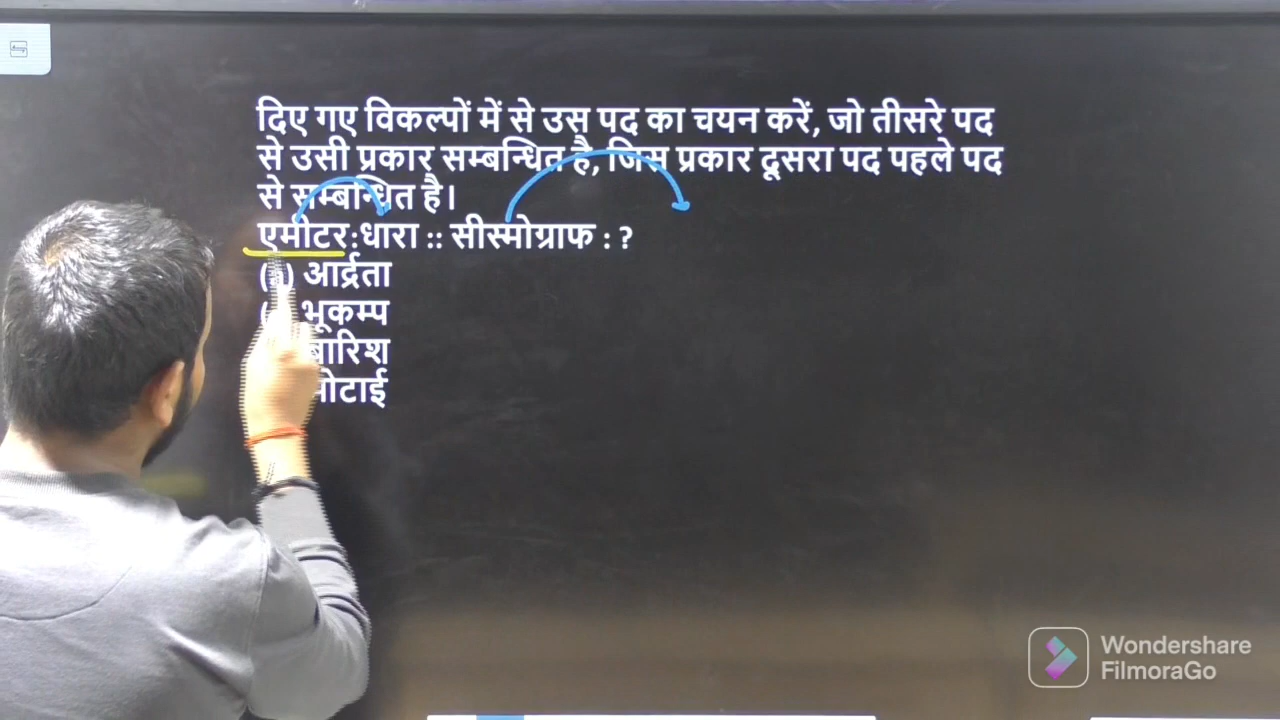 दिए गए विकल्पों में से उस पद का चयन करें, जो तीसरे पद
से उसी प्रकार सम्बन्धित है, जिस प्रकार दूसरा पद पहले पद
से सम्बन्धित है।
एमीटर:धारा :: सीस्मोग्राफ : ?
आर्द्रता
भूकम्प
बारिश
मोटाई
Wondershare
FilmoraGo